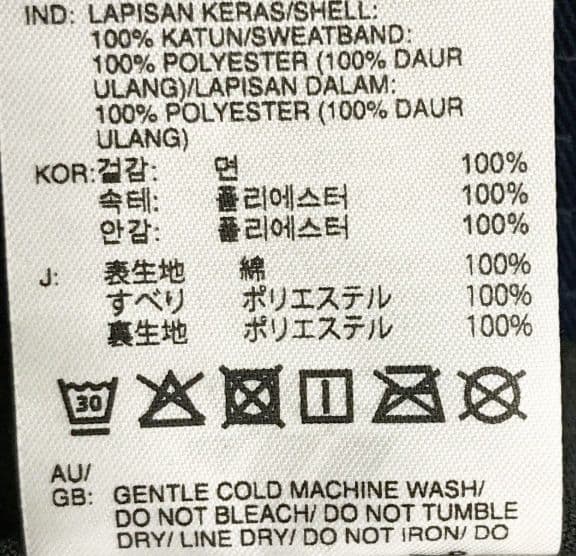 IND: LAPISAN KERAS/SHELL:
100% KATUN/SWEATBAND:
100% POLYESTER (100% DAUR
ULANG)/LAPISAN DALAM:
100% POLYESTER (100% DAUR
ULANG)
KOR: 겉감: 면 100%
속테: 폴리에스터 100%
안감: 폴리에스터 100%
J: 表生地 綿 100%
すべり ポリエステル 100%
裏生地 ポリエステル 100%
30
AU/
GB: GENTLE COLD MACHINE WASH/
DO NOT BLEACH/ DO NOT TUMBLE
DRY/ LINE DRY/ DO NOT IRON/ DO